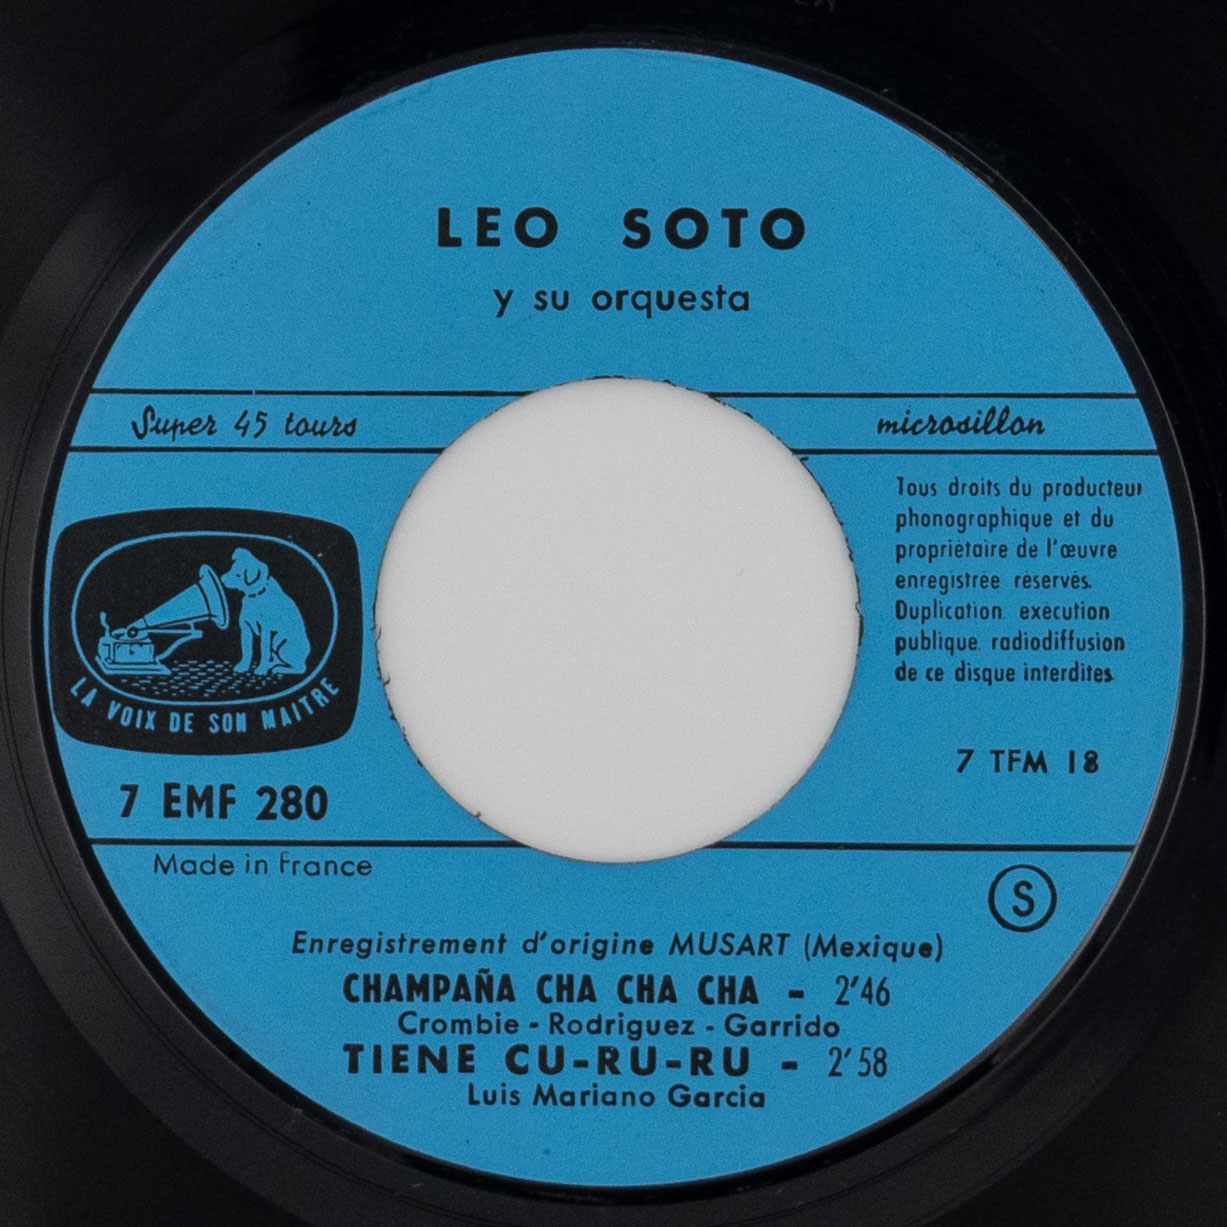 LEO SOTO
y su orquesta
Super 45 tours
microsillon
Tous droits du producteur
phonographique et du
propriétaire de l'œuvre
enregistrée réservés.
Duplication. exécution
publique. radiodiffusion
de ce disque interdites.
LA VOIX DE SON MAITRE
7 TFM 18
7 EMF 280
Made in France
S
Enregistrement d'origine MUSART (Mexique)
CHAMPAÑA CHA CHA CHA - 2'46
Crombie - Rodriguez - Garrido
TIENE CU-RU-RU - 2'58
Luis Mariano Garcia